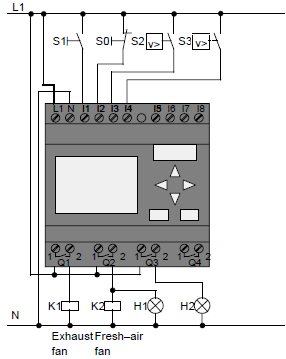 L1
S1 S0 S2 v> S3 v>
L1 N I1 I2 I3 I4 I5 I6 I7 I8
1 2 1 2 1 2 1 2
Q1 Q2 Q3 Q4
K1 K2 H1 H2
N
Exhaust Fresh–air
fan fan